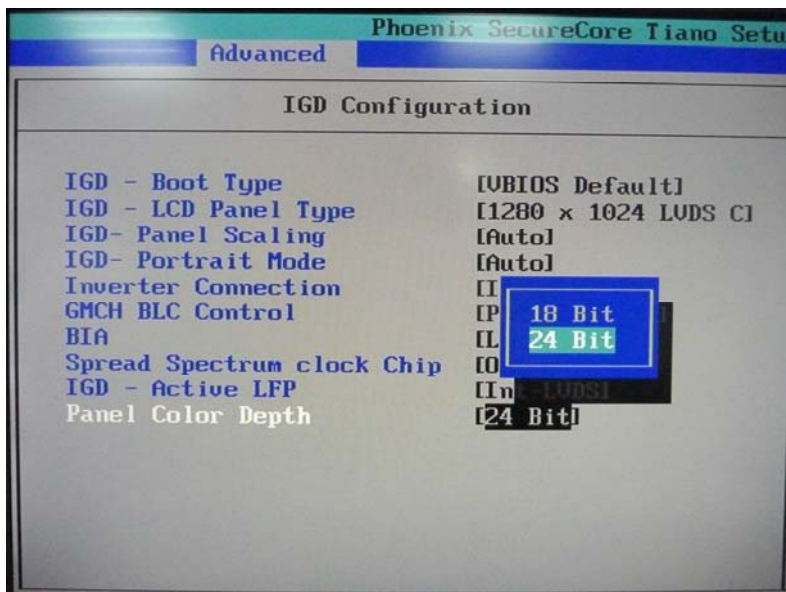 Phoenix SecureCore Tiano Setu
Advanced
IGD Configuration
IGD - Boot Type [VBIOS Default]
IGD - LCD Panel Type [1280 x 1024 LVDS C]
IGD- Panel Scaling [Auto]
IGD- Portrait Mode [Auto]
Inverter Connection [I
GMCH BLC Control [P 18 Bit
BIA [L 24 Bit
Spread Spectrum clock Chip [O
IGD - Active LFP [Int-LVDS]
Panel Color Depth [24 Bit]